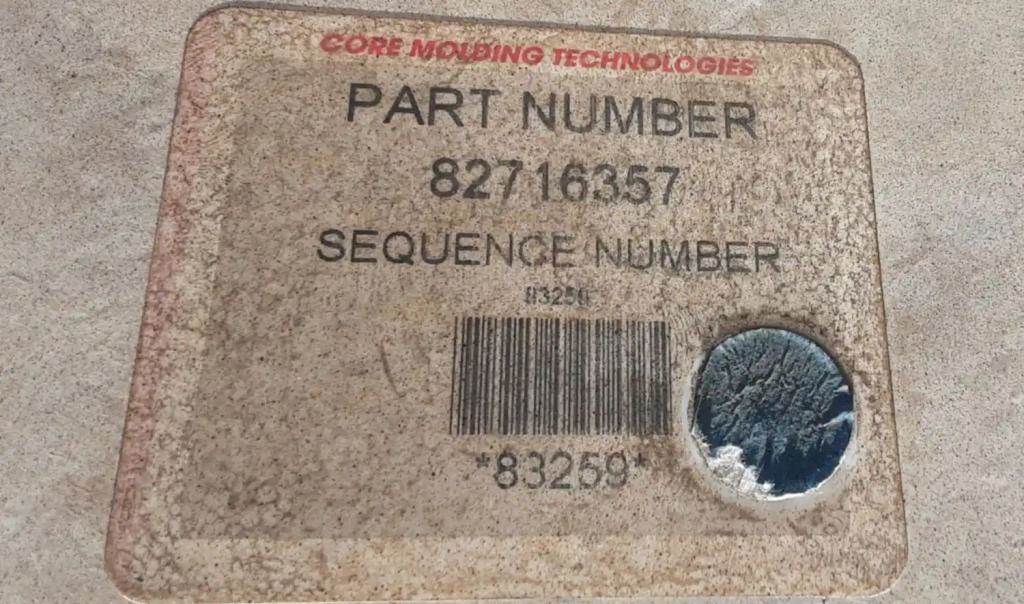 CORE MOLDING TECHNOLOGIES
PART NUMBER
82716357
SEQUENCE NUMBER
*83259*